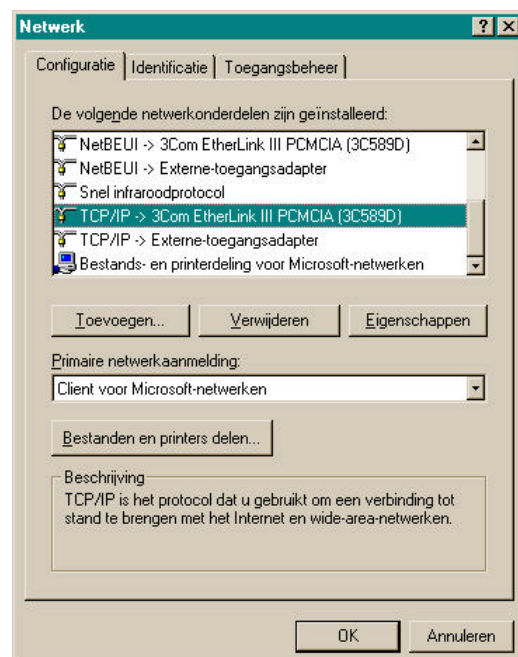 Netwerk
Configuratie
Identificatie
Toegangsbeheer
De volgende netwerkonderdelen zijn geïnstalleerd:
NetBEUI -> 3Com EtherLink III PCMCIA (3C589D)
NetBEUI -> Externe-toegangsadapter
Snel infraroodprotocol
TCP/IP -> 3Com EtherLink III PCMCIA (3C589D)
TCP/IP -> Externe-toegangsadapter
Bestands- en printerdeling voor Microsoft-netwerken
Toevoegen...
Verwijderen
Eigenschappen
Primaire netwerkaanmelding:
Client voor Microsoft-netwerken
Bestanden en printers delen...
Beschrijving
TCP/IP is het protocol dat u gebruikt om een verbinding tot
stand te brengen met het Internet en wide-area-netwerken.
OK
Annuleren